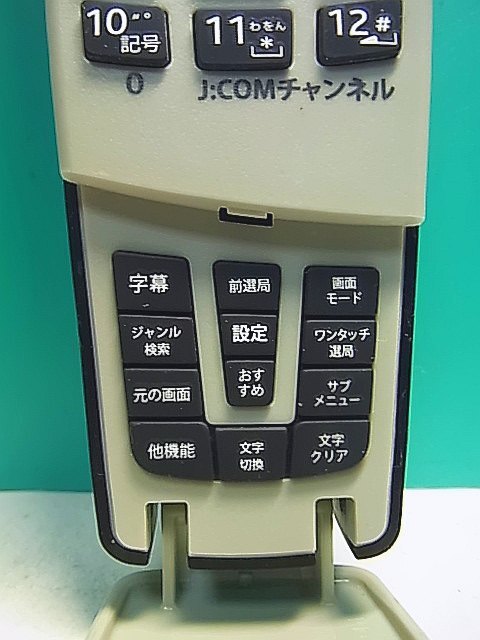 10 ゛゜
記号
11 わをん
* ␣
12 #
0
J:COMチャンネル
字幕
前選局
画面
モード
ジャンル
検索
設定
ワンタッチ
選局
元の画面
おす
すめ
サブ
メニュー
他機能
文字
切換
文字
クリア